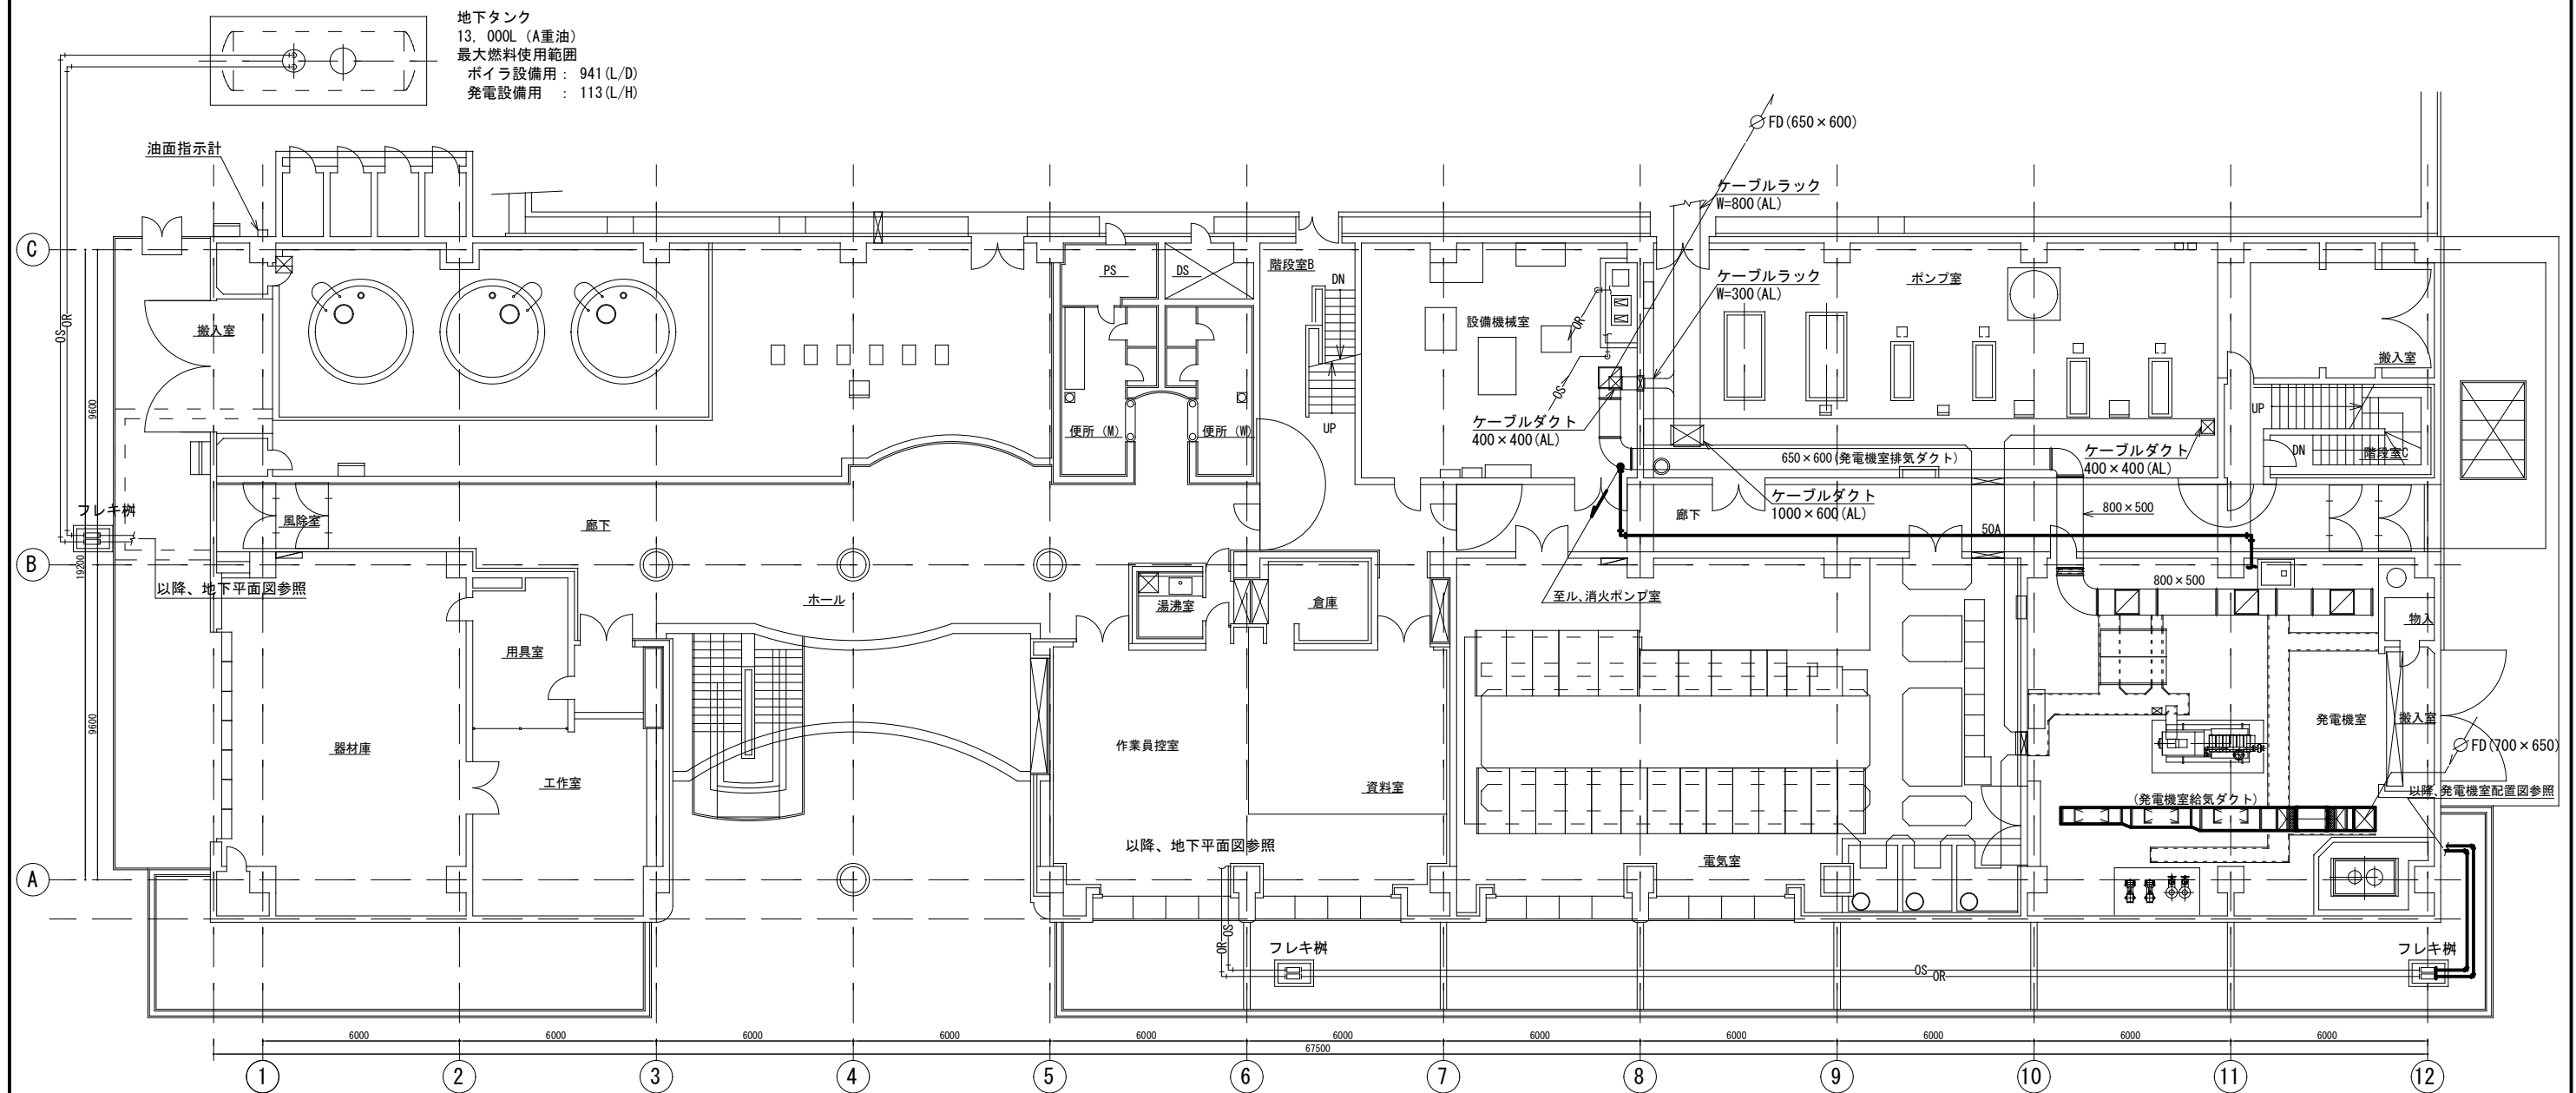 地下タンク
13,000L (A重油)
最大燃料使用範囲
ボイラ設備用 : 941(L/D)
発電設備用 : 113(L/H)
FD(650×600)
油面指示計
ケーブルラック
W=800(AL)
C
PS
DS
階段室B
DN
ケーブルラック
W=300(AL)
ポンプ室
搬入室
OS
OR
設備機械室
OR
搬入室
OS
9600
UP
便所 (M)
便所 (W)
UP
ケーブルダクト
400×400(AL)
650×600(発電機室排気ダクト)
ケーブルダクト
400×400(AL)
DN
階段室C
フレキ桝
風除室
廊下
ケーブルダクト
1000×600(AL)
廊下
800×500
50A
B
19200
以降、地下平面図参照
ホール
湯沸室
倉庫
至ル、消火ポンプ室
800×500
物入
用具室
9600
器材庫
工作室
作業員控室
資料室
発電機室
搬入室
FD(700×650)
(発電機室給気ダクト)
以降、発電機室配置図参照
以降、地下平面図参照
電気室
A
OR
OS
フレキ桝
OS
OR
フレキ桝
6000
6000
6000
6000
6000
6000
6000
6000
6000
6000
6000
67500
1
2
3
4
5
6
7
8
9
10
11
12